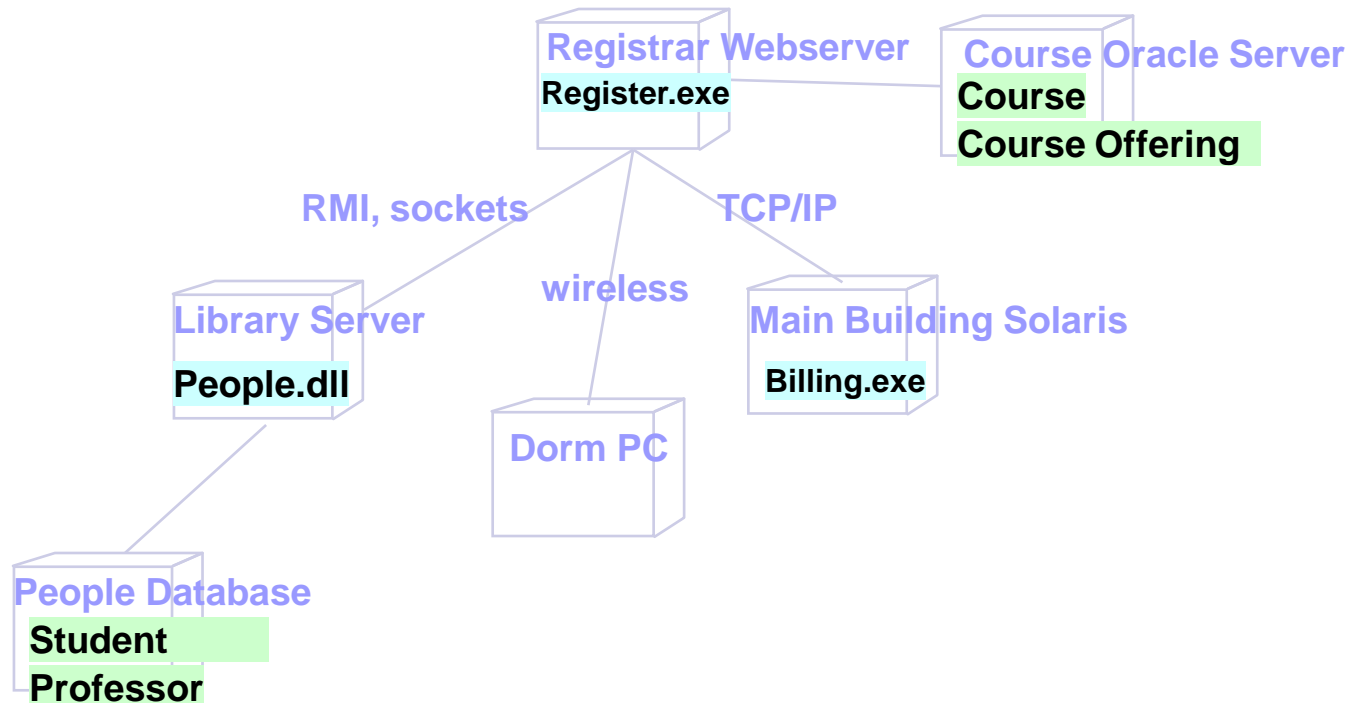 Registrar Webserver
Register.exe
Course Oracle Server
Course
Course Offering
RMI, sockets
TCP/IP
wireless
Library Server
People.dll
Main Building Solaris
Billing.exe
Dorm PC
People Database
Student
Professor